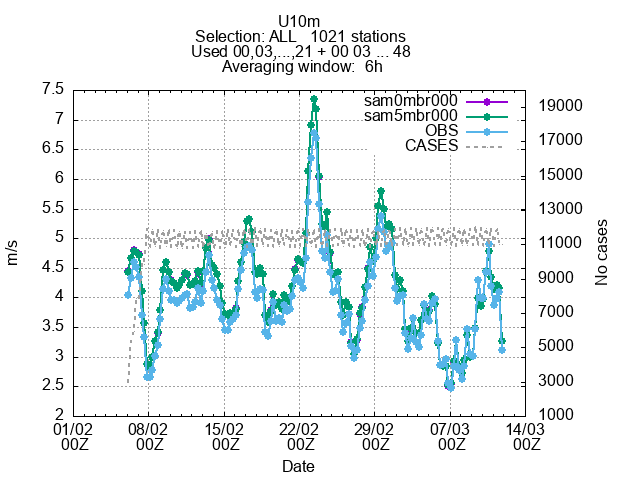 U10m
Selection: ALL   1021 stations
Used 00,03,...,21 + 00 03 ... 48
Averaging window:  6h
sam0mbr000
sam5mbr000
OBS
CASES
7.5
7
6.5
6
5.5
5
4.5
4
3.5
3
2.5
2
m/s
19000
17000
15000
13000
11000
9000
7000
5000
3000
1000
No cases
01/02 08/02 15/02 22/02 29/02 07/03 14/03
00Z 00Z 00Z 00Z 00Z 00Z 00Z
Date